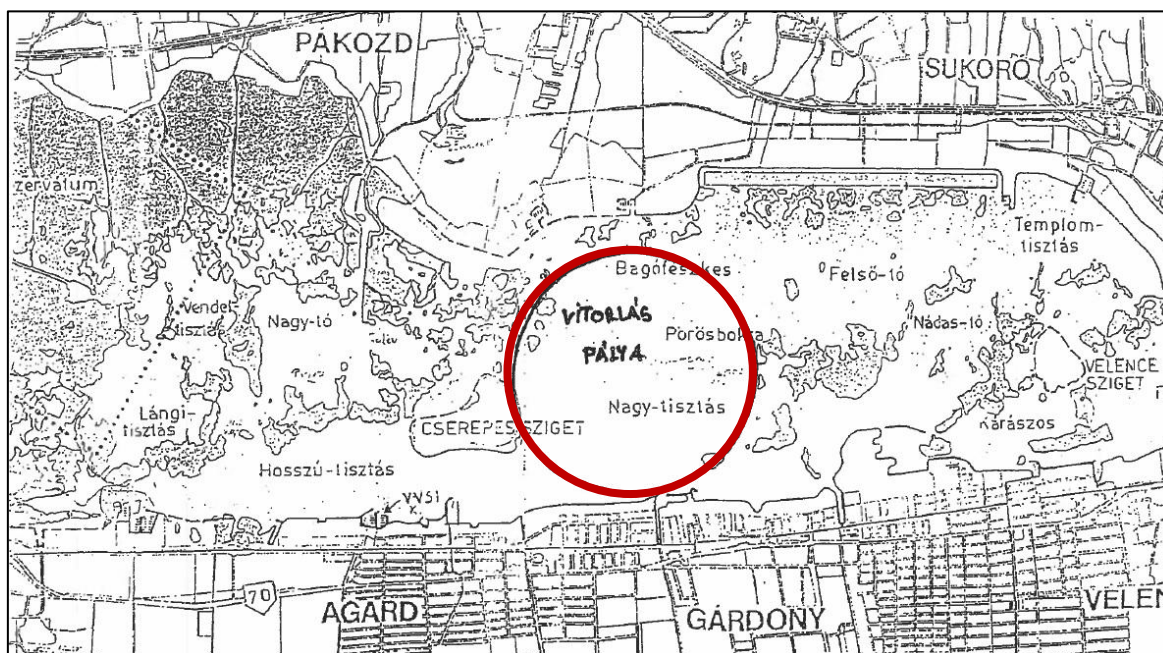 PÁKOZD
SUKORÓ
zervátum
Templom-
tisztás
Bagófészkes
Felső-tó
Vendel
tisztás
Nagy-tó
VITORLÁS
PÁLYA
Nádas-tó
VELENCE
SZIGET
Nagy-tisztás
Lángi-
tisztás
CSEREPES SZIGET
Kárászos
Hosszú-tisztás
VVSI
70
AGÁRD
GÁRDONY
VELEN